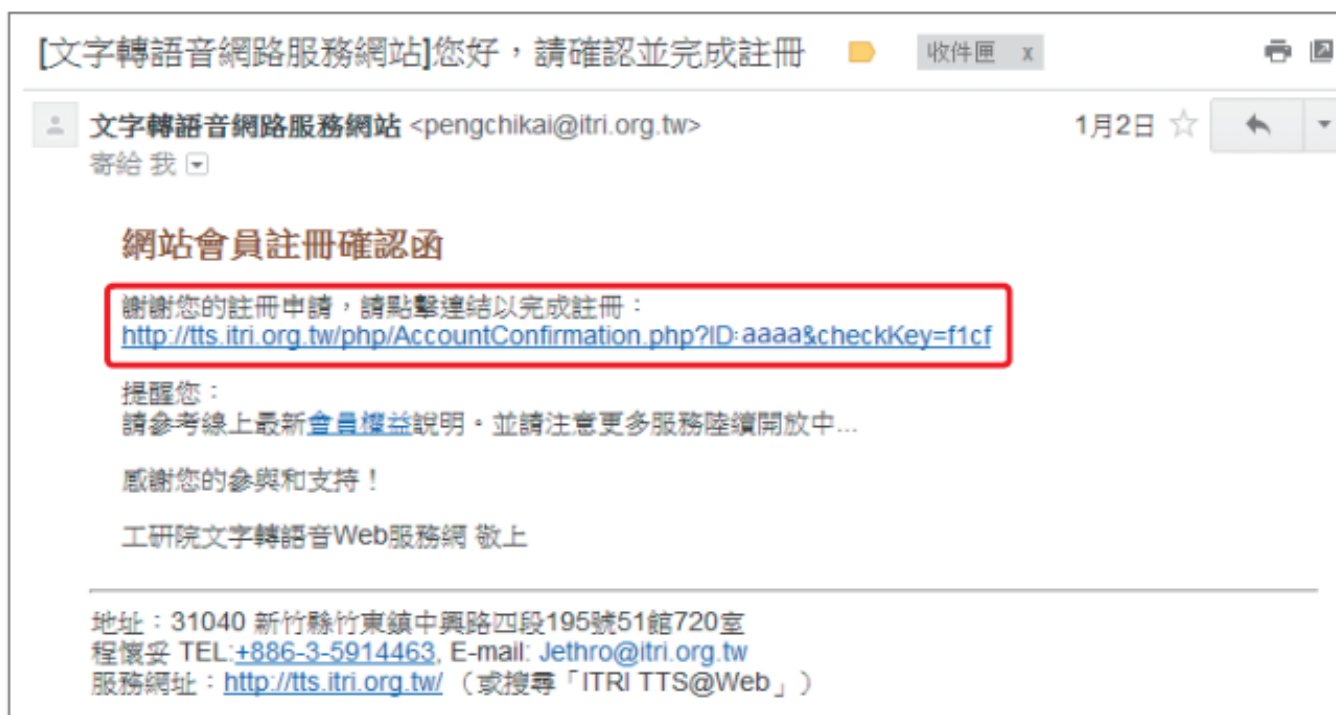 [文字轉語音網路服務網站]您好，請確認並完成註冊 收件匣 x
文字轉語音網路服務網站 <pengchikai@itri.org.tw> 1月2日
寄給 我
網站會員註冊確認函
謝謝您的註冊申請，請點擊連結以完成註冊：
http://tts.itri.org.tw/php/AccountConfirmation.php?ID:aaaa&checkKey=f1cf
提醒您：
請參考線上最新會員權益說明。並請注意更多服務陸續開放中...
感謝您的參與和支持！
工研院文字轉語音Web服務網 敬上
地址：31040 新竹縣竹東鎮中興路四段195號51館720室
程懷妥 TEL:+886-3-5914463, E-mail: Jethro@itri.org.tw
服務網址：http://tts.itri.org.tw/ （或搜尋「ITRI TTS@Web」）